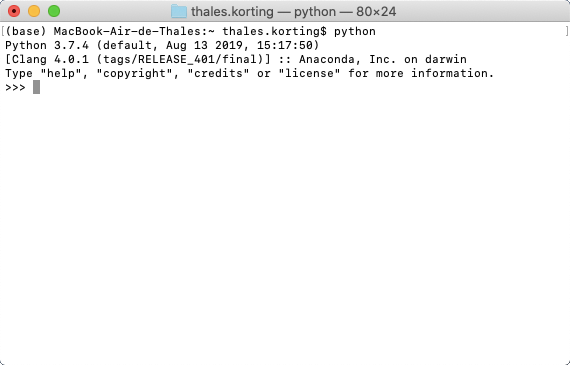 thales.korting — python — 80×24
[(base) MacBook-Air-de-Thales:~ thales.korting$ python ]
Python 3.7.4 (default, Aug 13 2019, 15:17:50)
[Clang 4.0.1 (tags/RELEASE_401/final)] :: Anaconda, Inc. on darwin
Type "help", "copyright", "credits" or "license" for more information.
>>>